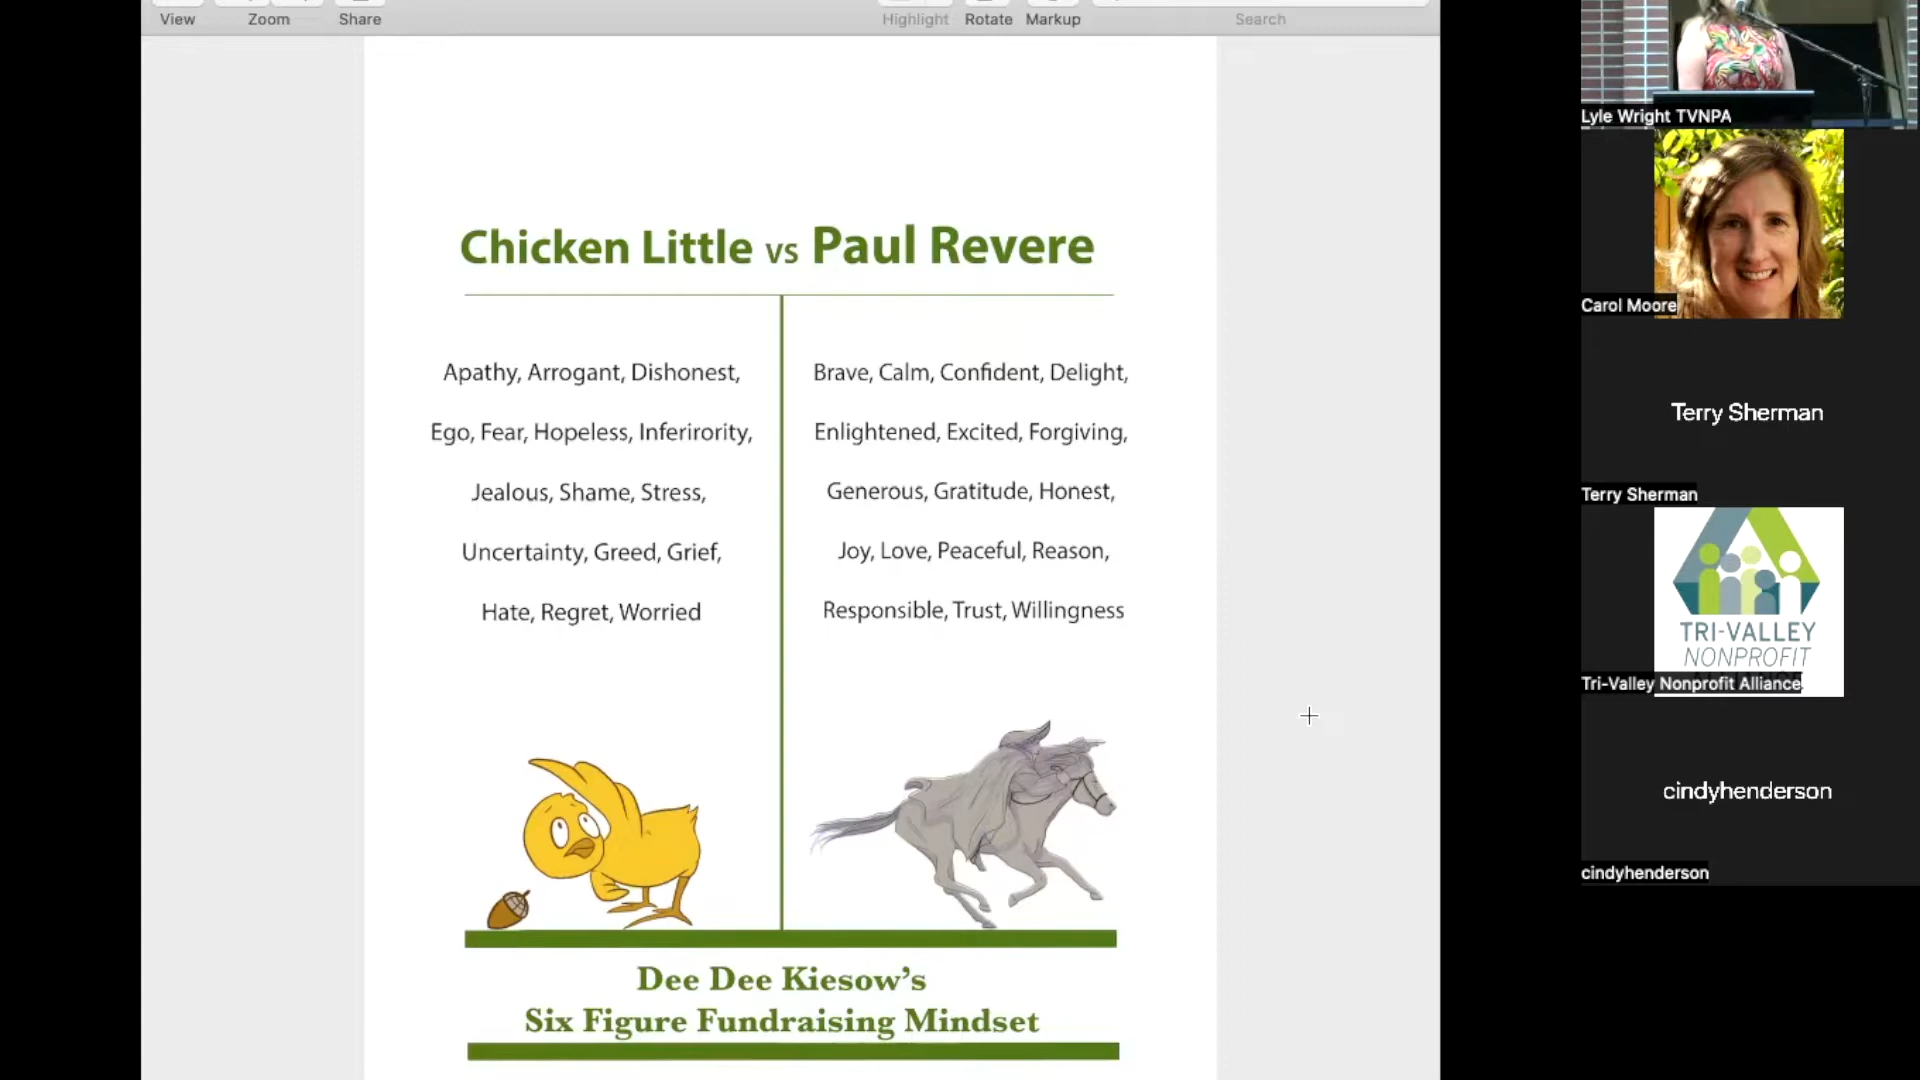 View Zoom Share Highlight Rotate Markup Search
Chicken Little vs Paul Revere
Apathy, Arrogant, Dishonest,
Ego, Fear, Hopeless, Inferirority,
Jealous, Shame, Stress,
Uncertainty, Greed, Grief,
Hate, Regret, Worried
Brave, Calm, Confident, Delight,
Enlightened, Excited, Forgiving,
Generous, Gratitude, Honest,
Joy, Love, Peaceful, Reason,
Responsible, Trust, Willingness
Dee Dee Kiesow’s
Six Figure Fundraising Mindset
Lyle Wright TVNPA
Carol Moore
Terry Sherman
Terry Sherman
TRI-VALLEY
NONPROFIT
Tri-Valley Nonprofit Alliance
cindyhenderson
cindyhenderson